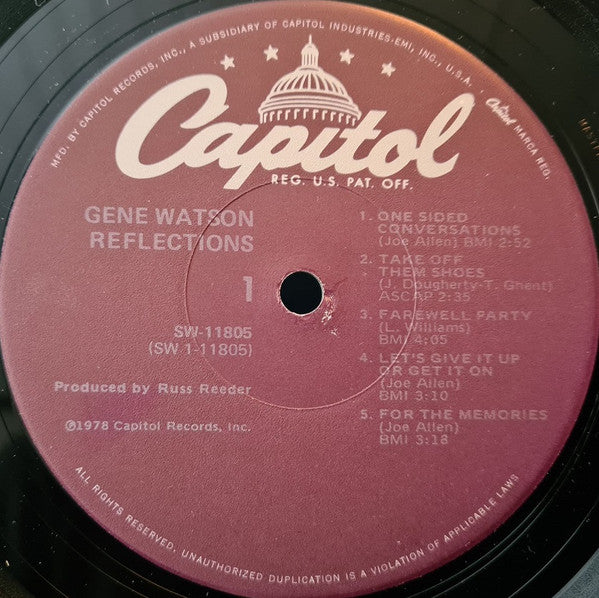 MFD. BY CAPITOL RECORDS, INC., A SUBSIDIARY OF CAPITOL INDUSTRIES-EMI, INC., U.S.A. Capitol MARCA REG.
Capitol
REG. U.S. PAT. OFF.
GENE WATSON
REFLECTIONS
1
SW-11805
(SW 1-11805)
Produced by Russ Reeder
℗1978 Capitol Records, Inc.
1. ONE SIDED
CONVERSATIONS
(Joe Allen) BMI 2:52
2. TAKE OFF
THEM SHOES
(J. Dougherty-T. Ghent)
ASCAP 2:35
3. FAREWELL PARTY
(L. Williams)
BMI 4:05
4. LET'S GIVE IT UP
OR GET IT ON
(Joe Allen)
BMI 3:10
5. FOR THE MEMORIES
(Joe Allen)
BMI 3:18
ALL RIGHTS RESERVED. UNAUTHORIZED DUPLICATION IS A VIOLATION OF APPLICABLE LAWS